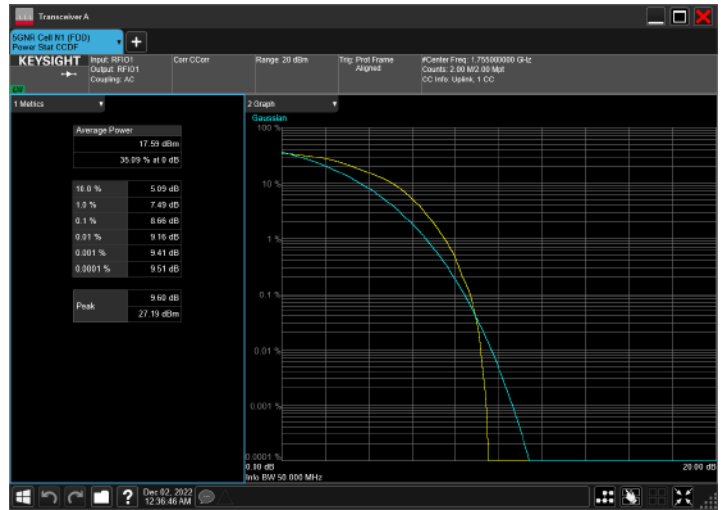 Transceiver A
5GNR Cell N1 (FDD)
Power Stat CCDF
KEYSIGHT
Input: RFIO1
Output: RFIO1
Coupling: AC
Corr CCorr
Range: 20 dBm
Trig: Prot Frame
Aligned
#Center Freq: 1.755000000 GHz
Counts: 2.00 M/2.00 Mpt
CC Info: Uplink, 1 CC
1 Metrics
Average Power
17.59 dBm
35.09 % at 0 dB
10.0 % 5.09 dB
1.0 % 7.49 dB
0.1 % 8.66 dB
0.01 % 9.16 dB
0.001 % 9.41 dB
0.0001 % 9.51 dB
Peak 9.60 dB
27.19 dBm
2 Graph
Gaussian
100 %
10 %
1 %
0.1 %
0.01 %
0.001 %
0.0001 %
20.00 dB
Info BW 50.000 MHz
Dec 02, 2022
12:36:46 AM